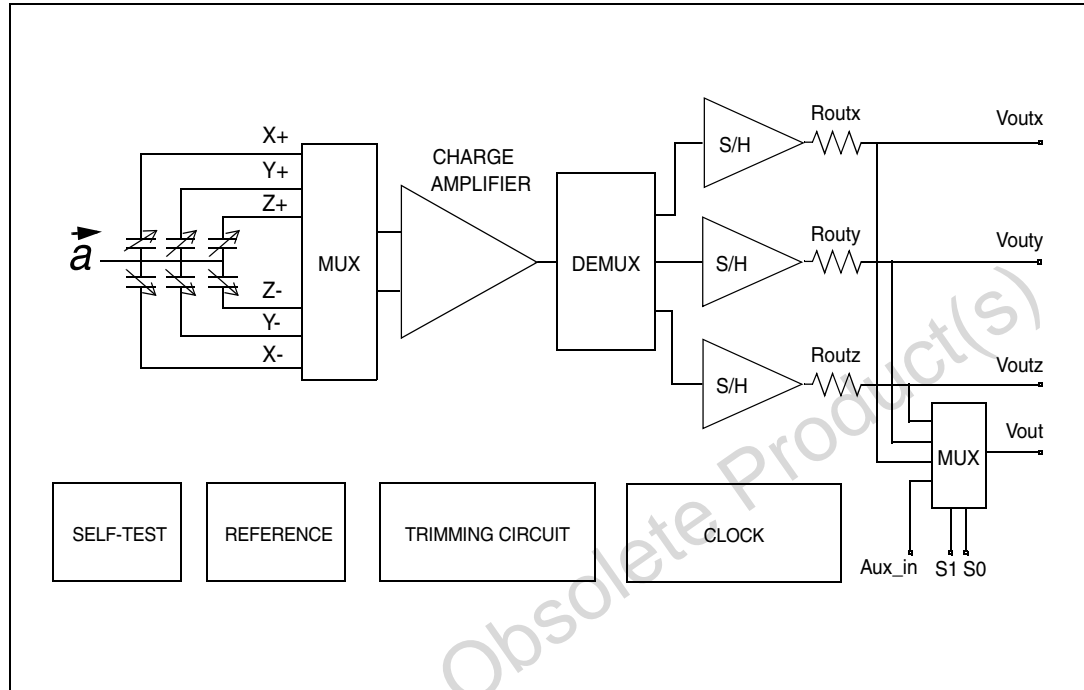 Routx
Voutx
X+
S/H
CHARGE
AMPLIFIER
Y+
Z+
Routy
Vouty
a
MUX
DEMUX
S/H
Z-
Y-
Routz
X-
Voutz
S/H
Vout
MUX
SELF-TEST
REFERENCE
TRIMMING CIRCUIT
CLOCK
Aux_in
S1
S0
Obsolete Product(s)